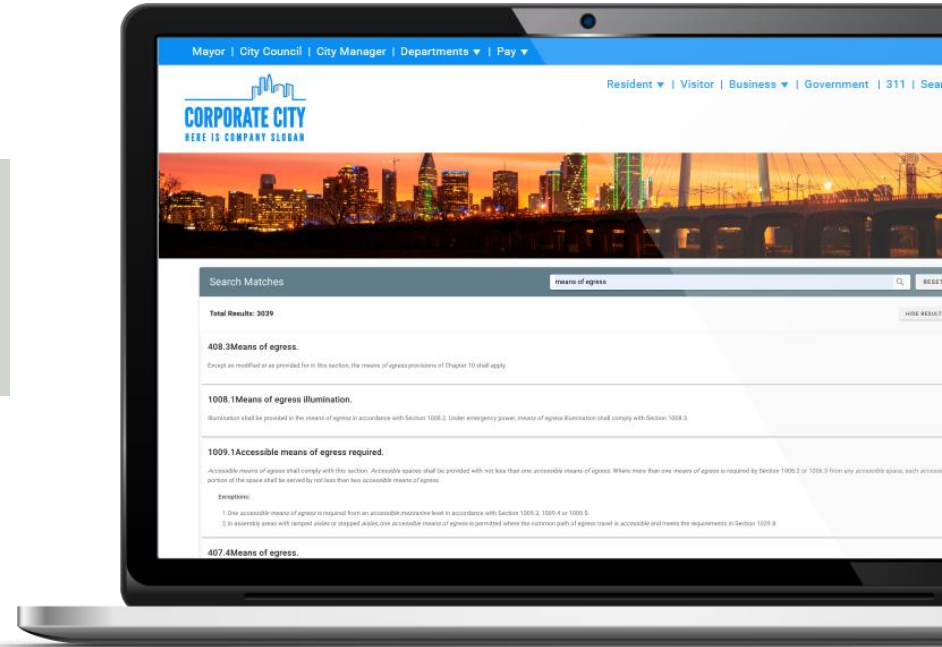 Mayor | City Council | City Manager | Departments ▼ | Pay ▼
Resident ▼ | Visitor | Business ▼ | Government | 311 | Sear
CORPORATE CITY
HERE IS COMPANY SLOGAN
Search Matches
means of egress
RESET
Total Results: 3039
HIDE RESULT
408.3Means of egress.
Except as modified or as provided for in this section, the means of egress provisions of Chapter 10 shall apply.
1008.1Means of egress illumination.
Illumination shall be provided in the means of egress in accordance with Section 1008.2. Under emergency power, means of egress illumination shall comply with Section 1008.3.
1009.1Accessible means of egress required.
Accessible means of egress shall comply with this section. Accessible spaces shall be provided with not less than one accessible means of egress. Where more than one means of egress is required by Section 1006.2 or 1006.3 from any accessible space, each accessi
portion of the space shall be served by not less than two accessible means of egress.
Exceptions:
1. One accessible means of egress is required from an accessible mezzanine level in accordance with Section 1009.3, 1009.4 or 1009.5.
2. In assembly areas with ramped aisles or stepped aisles, one accessible means of egress is permitted where the common path of egress travel is accessible and meets the requirements in Section 1029.8.
407.4Means of egress.